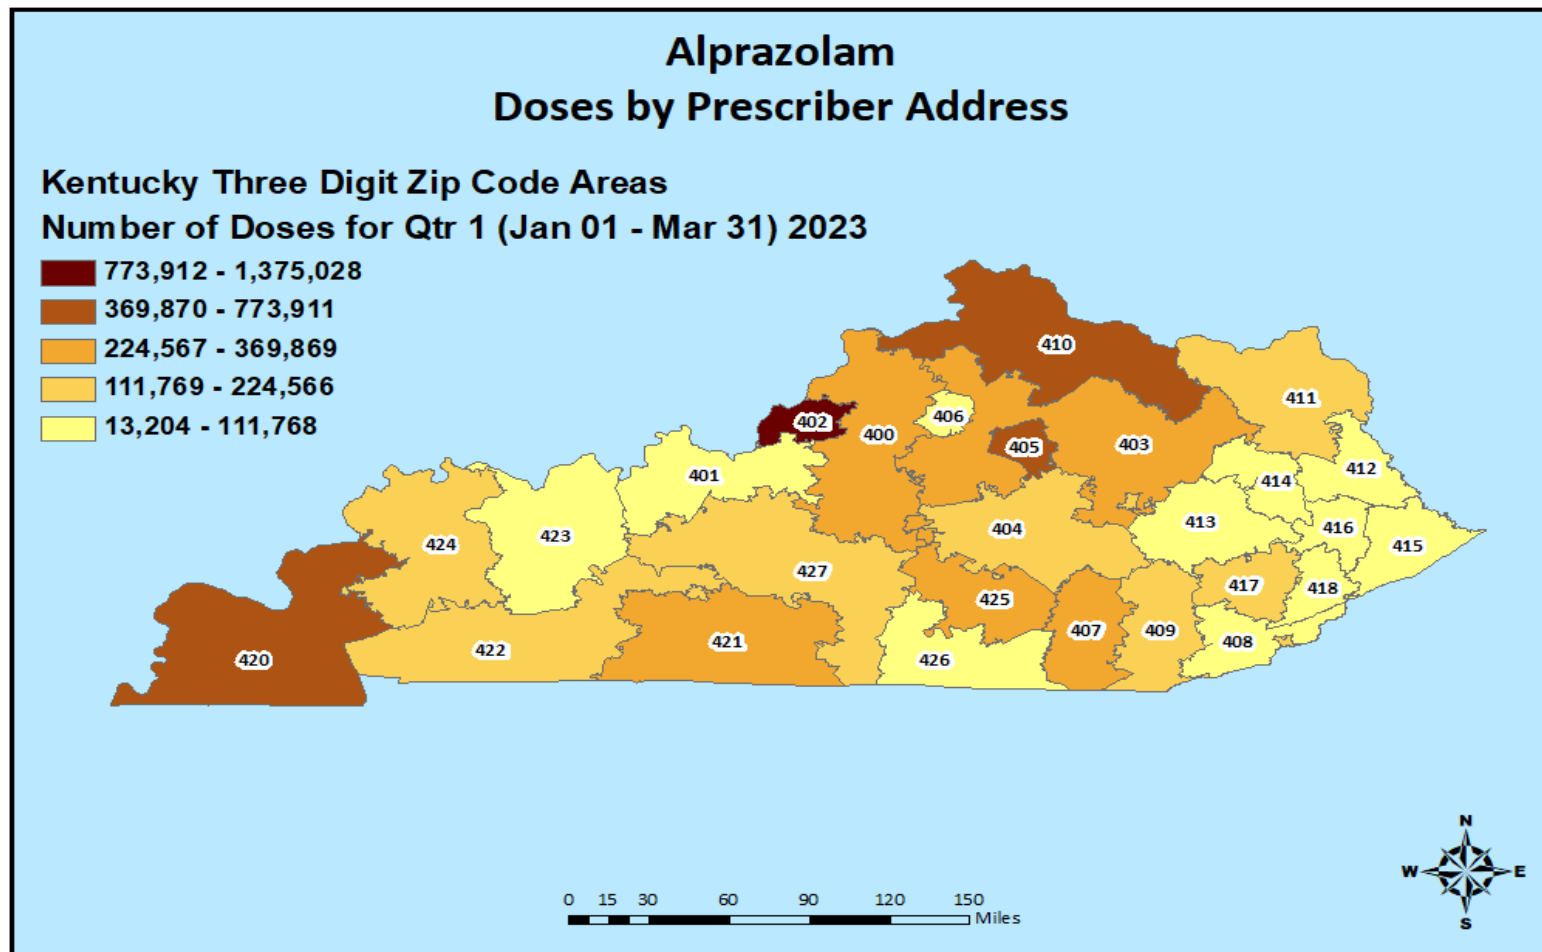 Alprazolam
Doses by Prescriber Address
Kentucky Three Digit Zip Code Areas
Number of Doses for Qtr 1 (Jan 01 - Mar 31) 2023
773,912 - 1,375,028
369,870 - 773,911
224,567 - 369,869
111,769 - 224,566
13,204 - 111,768
410
411
406
402
400
405
403
401
412
414
413
404
416
424
423
415
427
417
418
425
407
409
421
408
422
420
426
N
W E
S
0 15 30 60 90 120 150
Miles